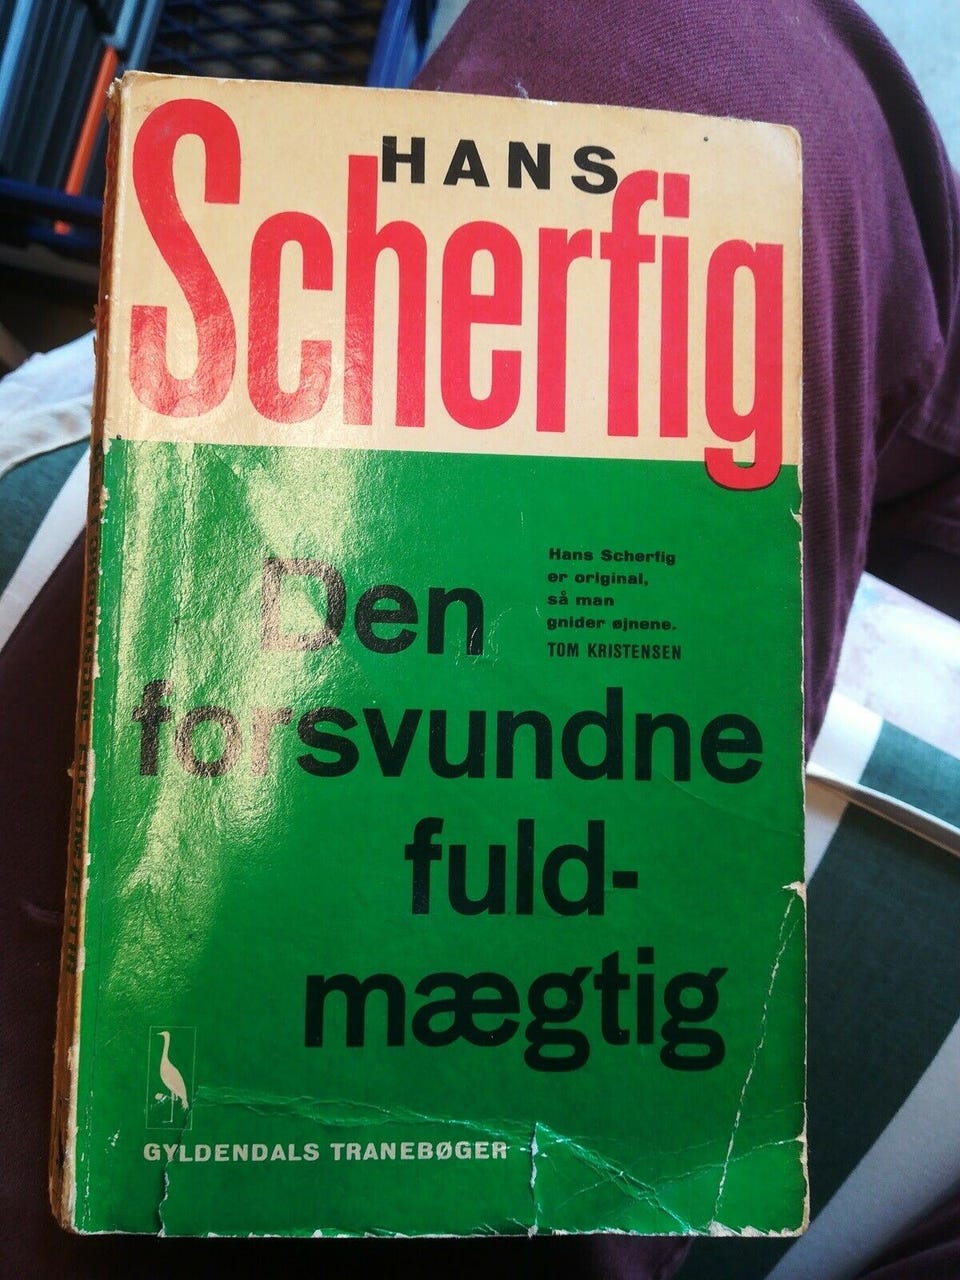 HANS
Scherfig
Hans Scherfig
er original,
så man
gnider øjnene.
TOM KRISTENSEN
Den
forsvundne
fuld-
mægtig
GYLDENDALS TRANEBØGER